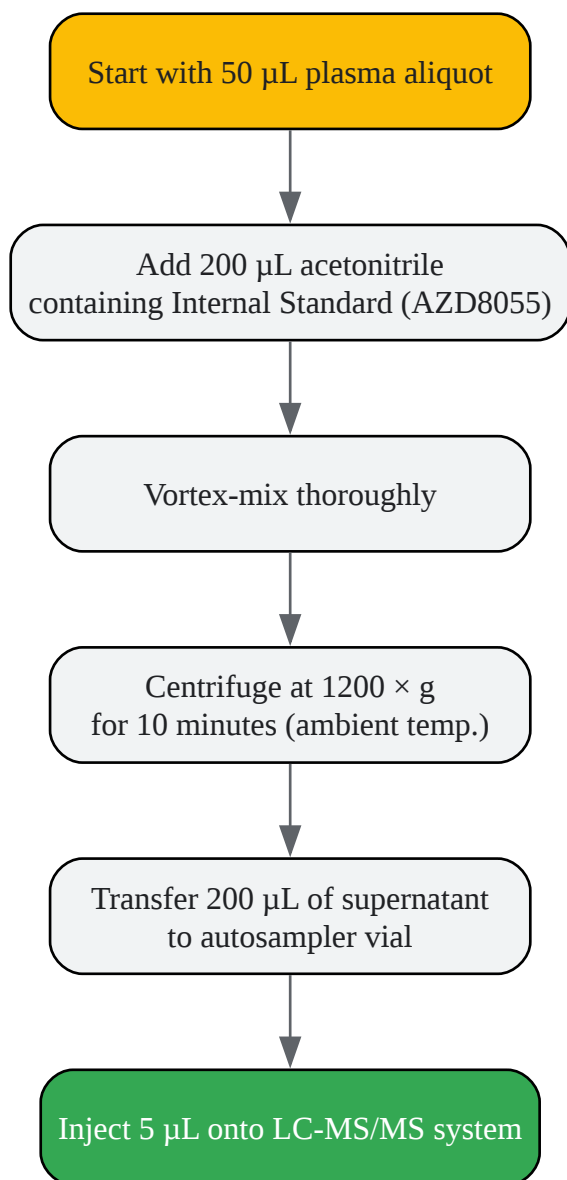 Start with 50 µL plasma aliquot
Add 200 µL acetonitrile
containing Internal Standard (AZD8055)
Vortex-mix thoroughly
Centrifuge at 1200 × g
for 10 minutes (ambient temp.)
Transfer 200 µL of supernatant
to autosampler vial
Inject 5 µL onto LC-MS/MS system